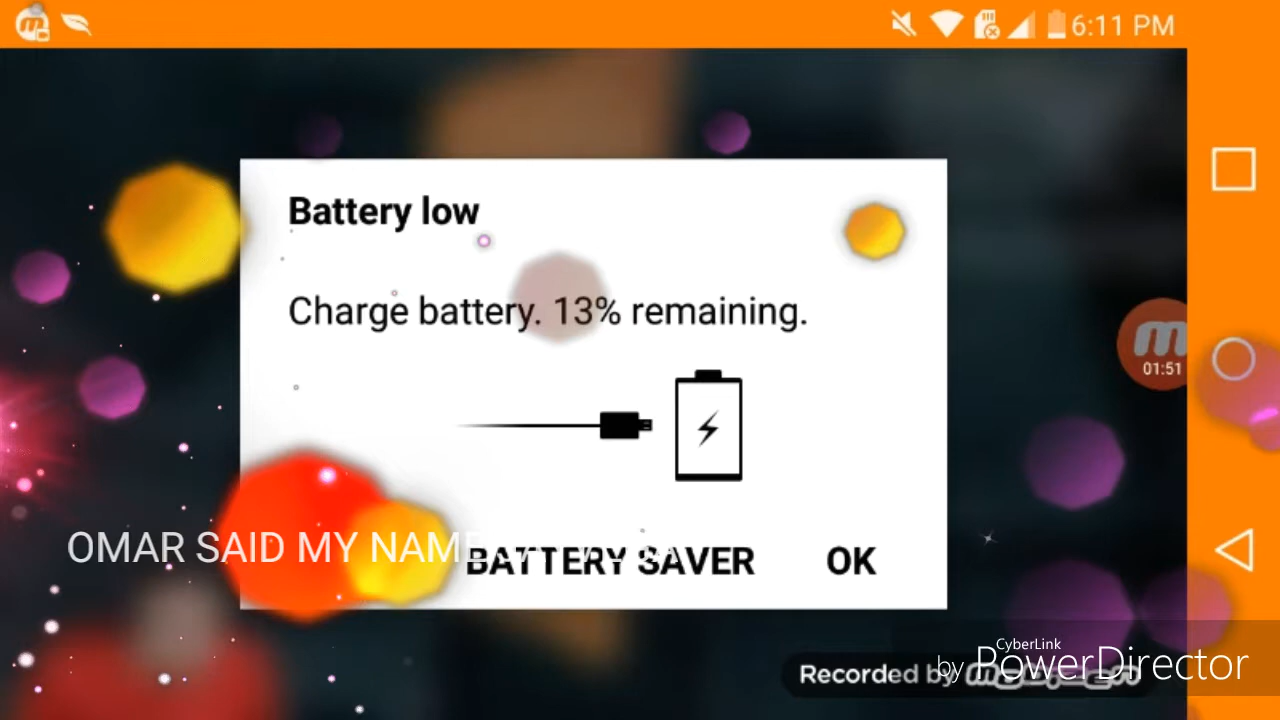 6:11 PM
Battery low
Charge battery. 13% remaining.
01:51
OMAR SAID MY NAME
BATTERY SAVER OK
CyberLink
by PowerDirector
Recorded by